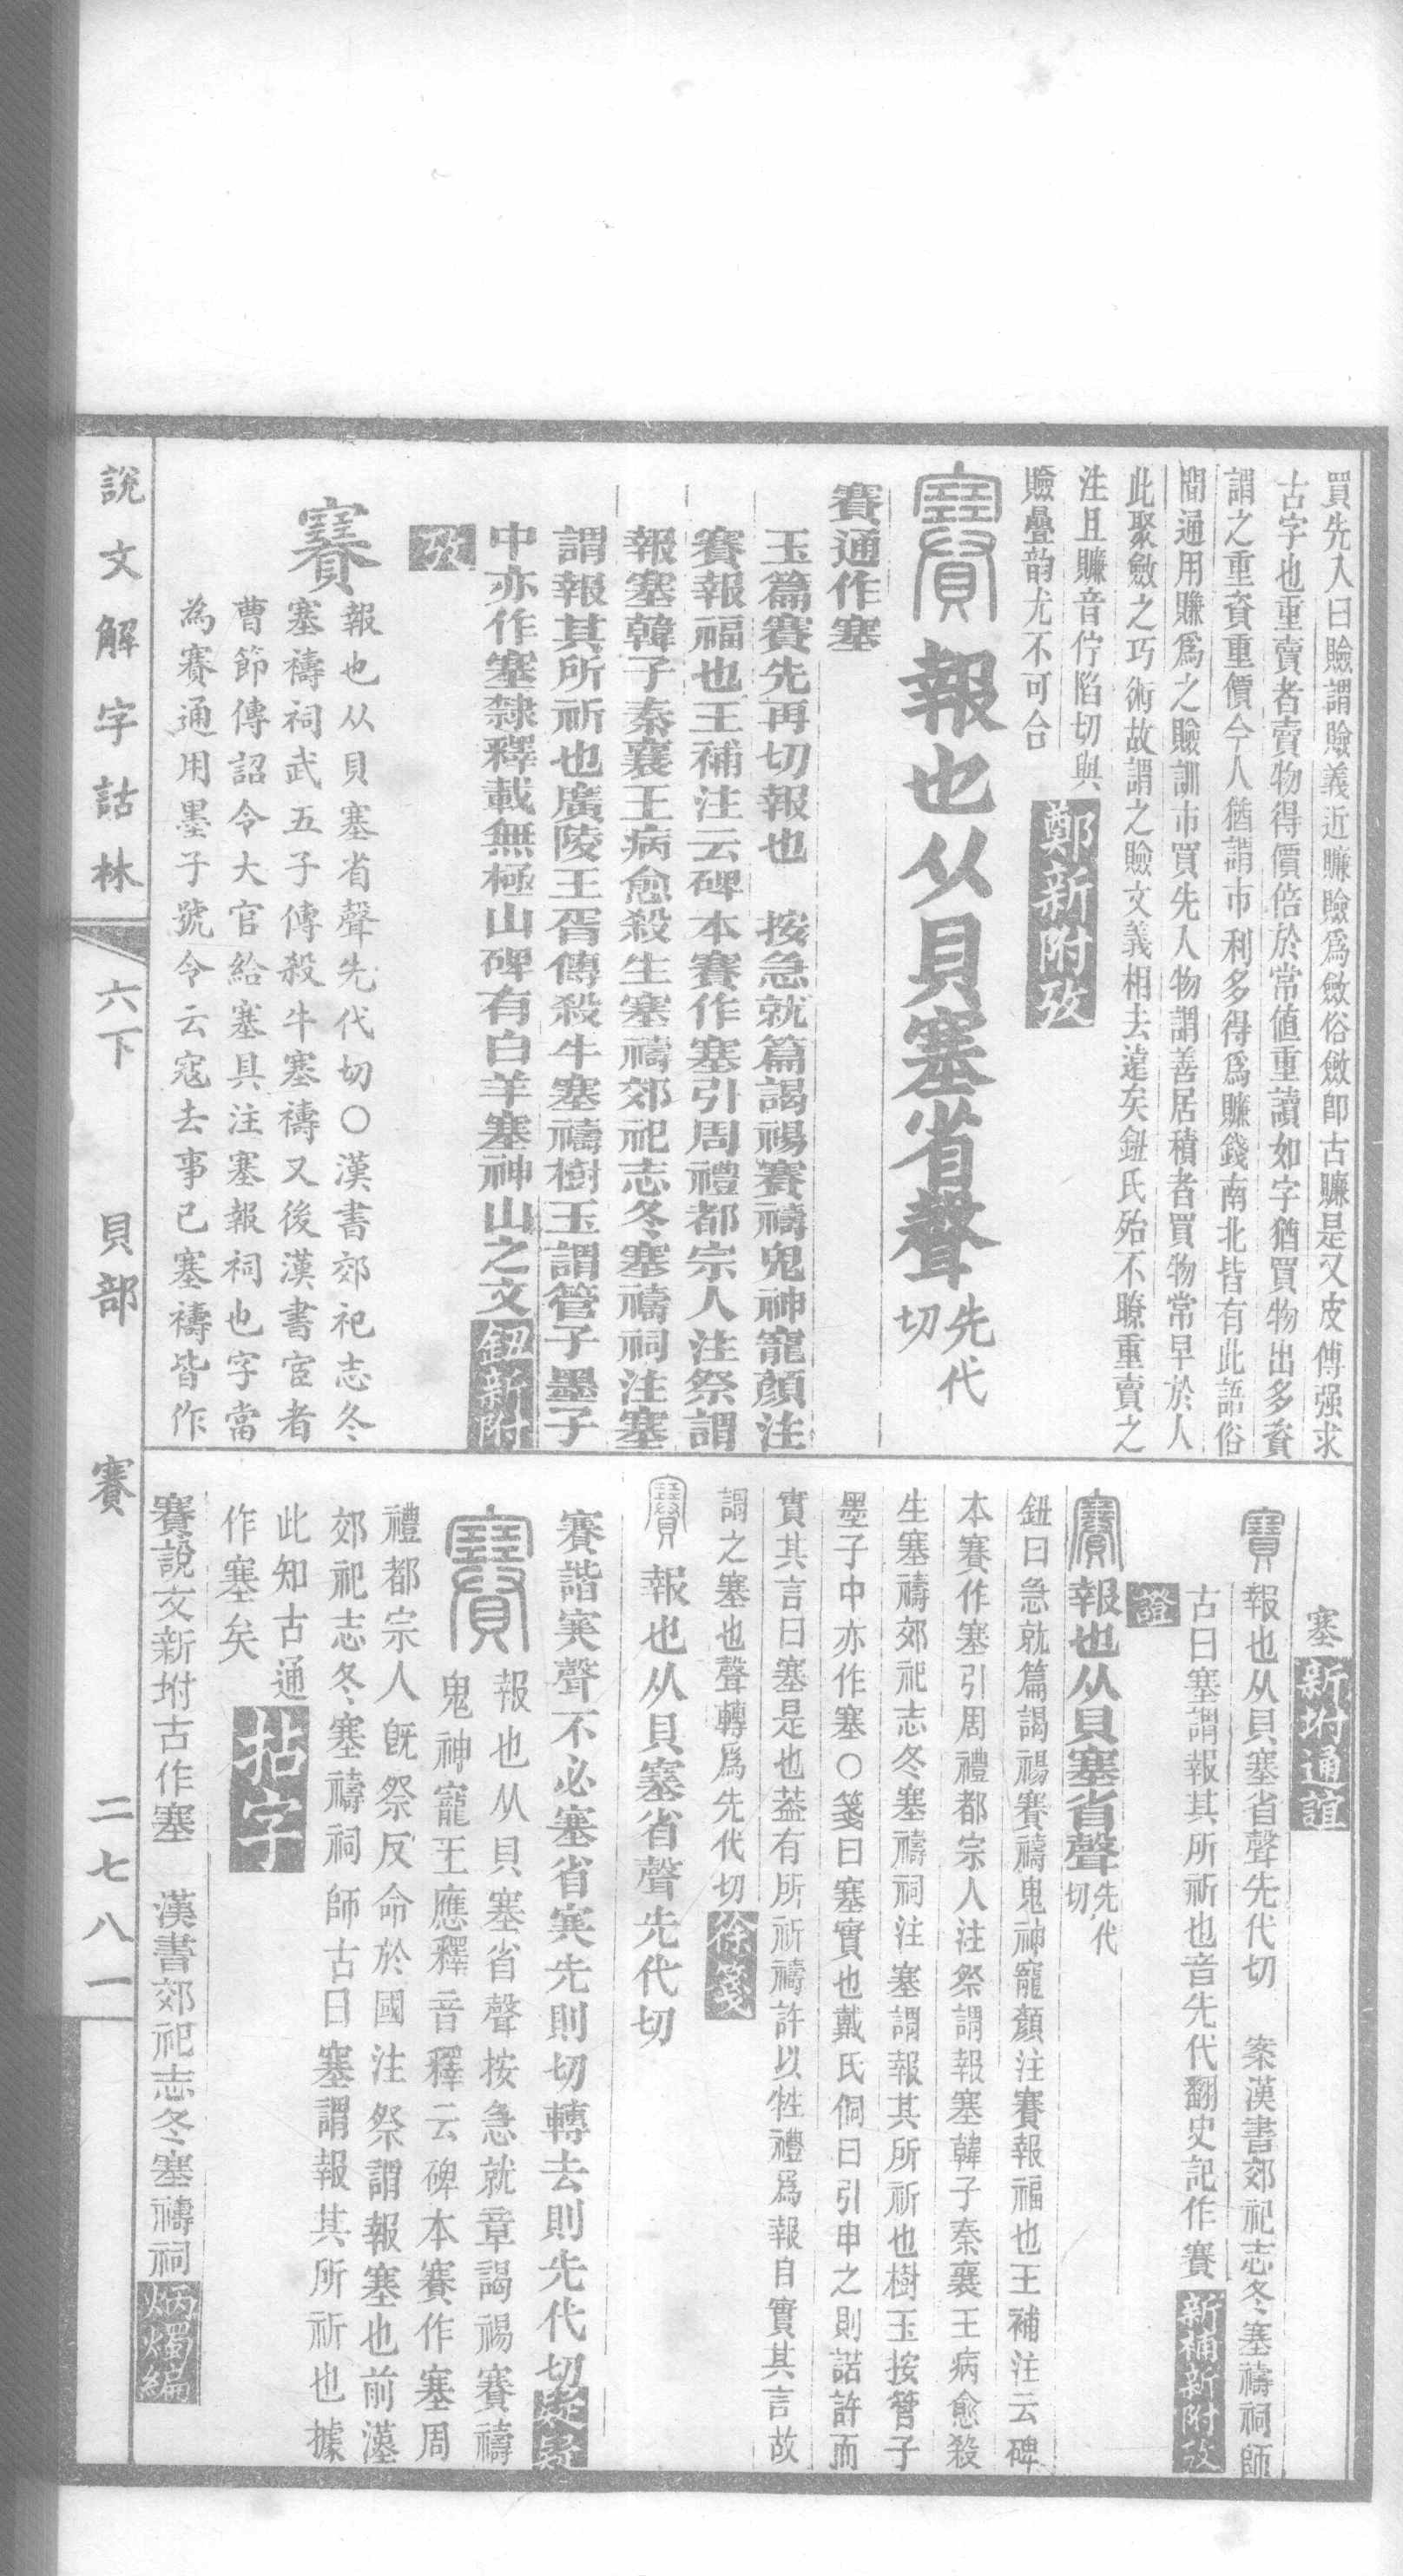 買先入曰賺謂賺義近賺賺爲斂俗斂卽古賺是又皮傅强求
古字也重賣者賣物得價倍於常値重讀如字猶買物出多資
謂之重資重價今人猶謂市利多得爲賺錢南北皆有此語俗
間通用賺爲之賺訓市買先人物謂善居積者買物常早於人
此聚斂之巧術故謂之賺文義相去遠矣鈕氏殆不瞭重賣之
注且賺音佇陷切與
賺疊韵尤不可合
鄭新附攷
賽 報也从貝塞省聲先代切
賽通作塞
玉篇賽先再切報也 按急就篇謁禓賽禱鬼神寵顏注
賽報福也王補注云碑本賽作塞引周禮都宗人注祭謂
報塞韓子秦襄王病愈殺生塞禱郊祀志冬塞禱祠注塞
謂報其所祈也廣陵王胥傳殺牛塞禱樹玉謂管子墨子
中亦作塞隸釋載無極山碑有白羊塞神山之文鈕新附
攷
賽 報也从貝塞省聲先代切○漢書郊祀志冬
塞禱祠武五子傳殺牛塞禱又後漢書宦者
曹節傳詔令大官給塞具注塞報祠也字當
為賽通用墨子號令云寇去事已塞禱皆作
塞新坿通誼
賽 報也从貝塞省聲先代切 案漢書郊祀志冬塞禱祠師
古曰塞謂報其所祈也音先代翻史記作賽新補新附攷
證
賽 報也从貝塞省聲先代切
鈕曰急就篇謁禓賽禱鬼神寵顏注賽報福也王補注云碑
本賽作塞引周禮都宗人注祭謂報塞韓子秦襄王病愈殺
生塞禱郊祀志冬塞禱祠注塞謂報其所祈也樹玉按管子
墨子中亦作塞○箋曰塞實也戴氏侗曰引申之則諾許而
實其言曰塞是也葢有所祈禱許以牲禮爲報自實其言故
謂之塞也聲轉爲先代切徐箋
賽 報也从貝塞省聲先代切
賽諧𡨄聲不必塞省𡨄先則切轉去則先代切疑疑
賽 報也从貝塞省聲按急就章謁禓賽禱
鬼神寵王應釋音釋云碑本賽作塞周
禮都宗人旣祭反命於國注祭謂報塞也前漢
郊祀志冬塞禱祠師古曰塞謂報其所祈也據
此知古通
作塞矣
拈字
賽說文新坿古作塞 漢書郊祀志冬塞禱祠炳燭編
說文解字詁林 六下 貝部 賽 二七八一